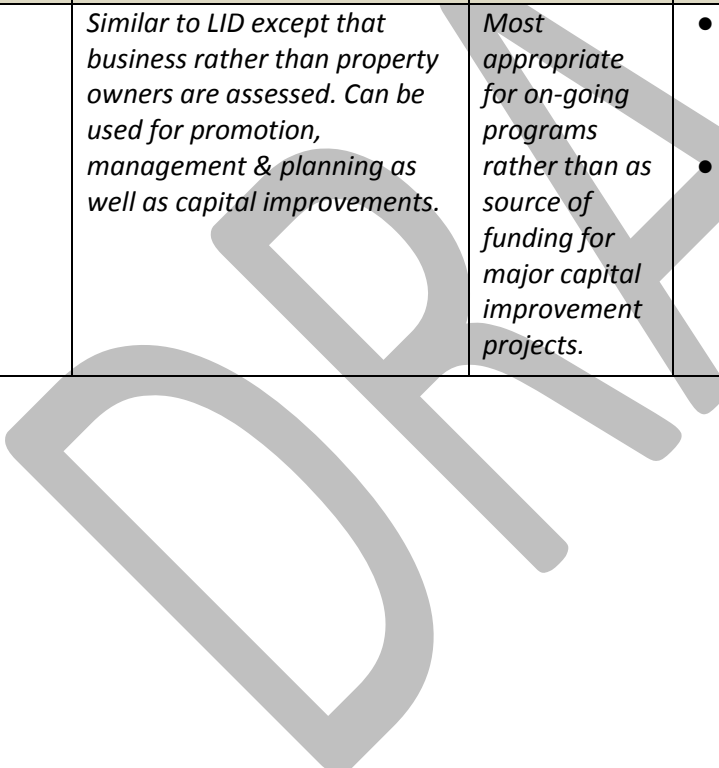 Similar to LID except that
business rather than property
owners are assessed. Can be
used for promotion,
management & planning as
well as capital improvements.
Most
appropriate
for on-going
programs
rather than as
source of
funding for
major capital
improvement
projects.
●
●
DRA